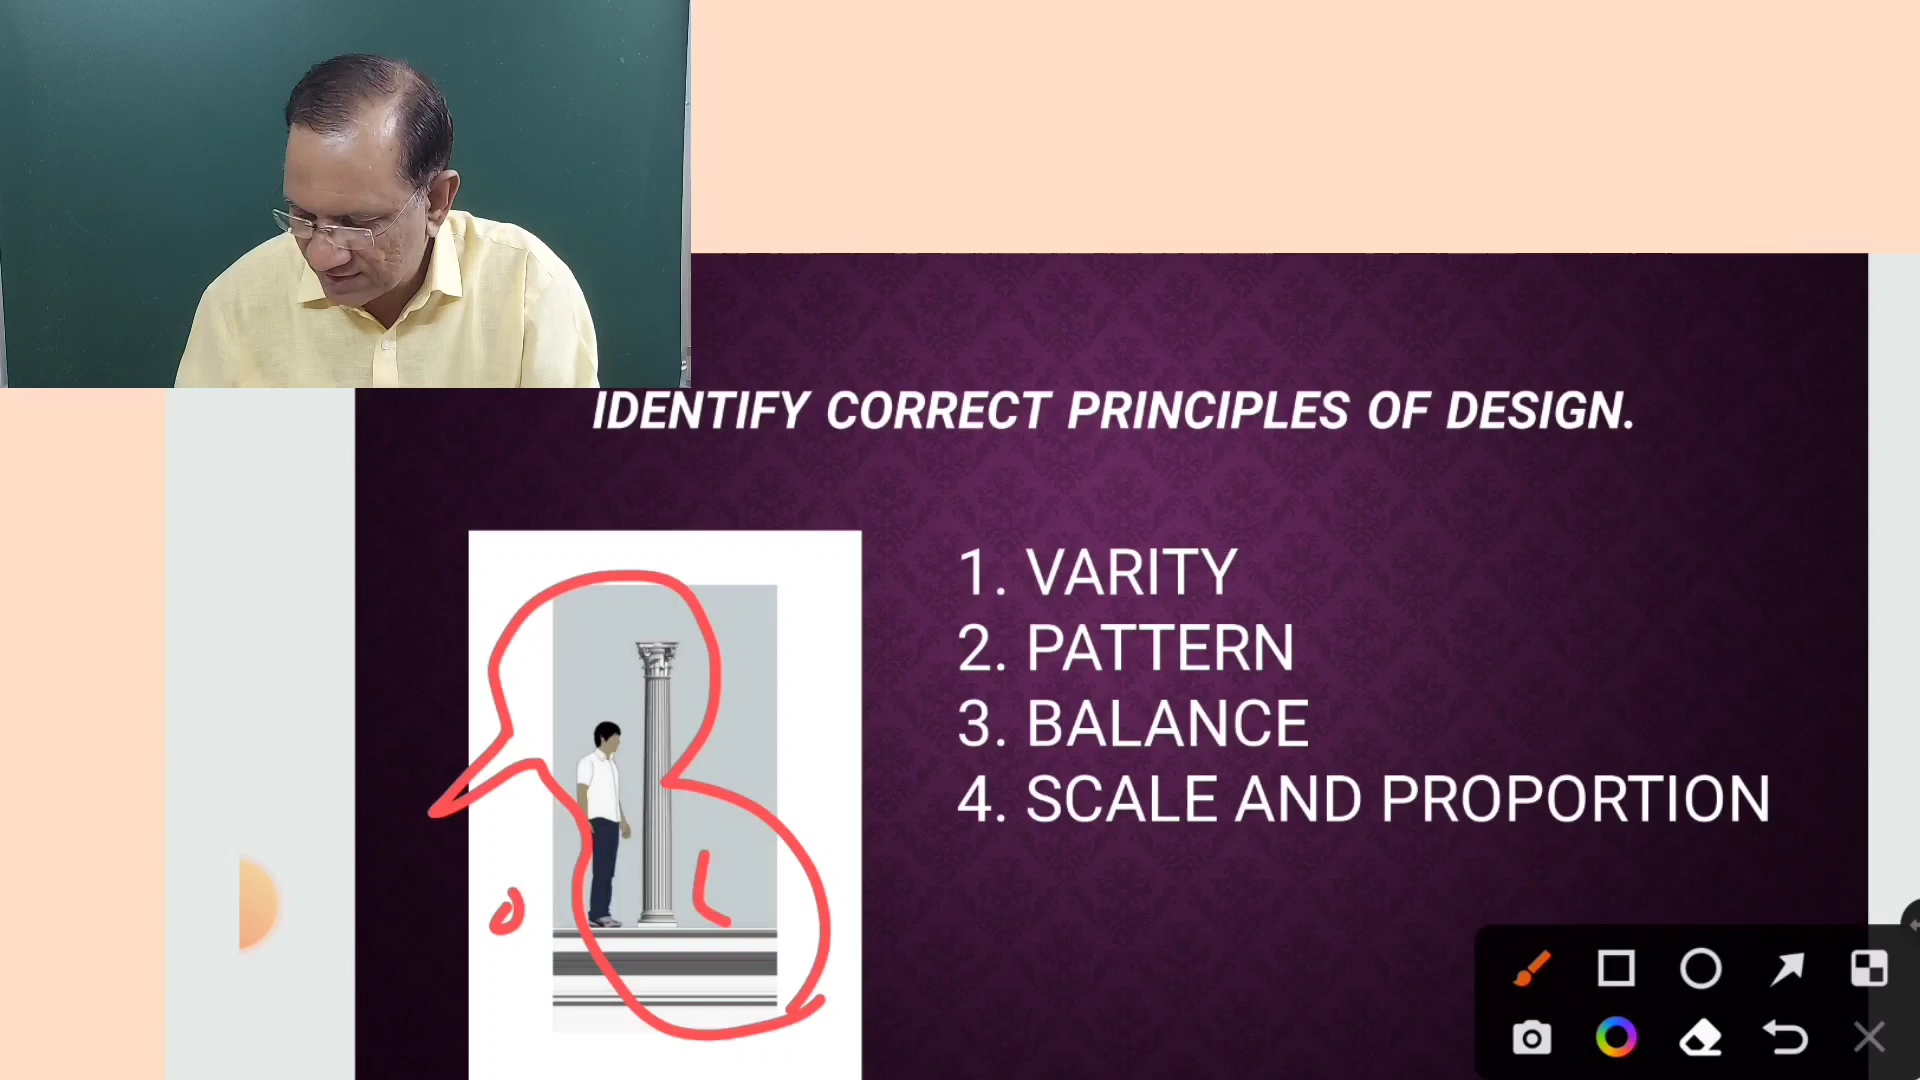 IDENTIFY CORRECT PRINCIPLES OF DESIGN.
1. VARITY
2. PATTERN
3. BALANCE
4. SCALE AND PROPORTION